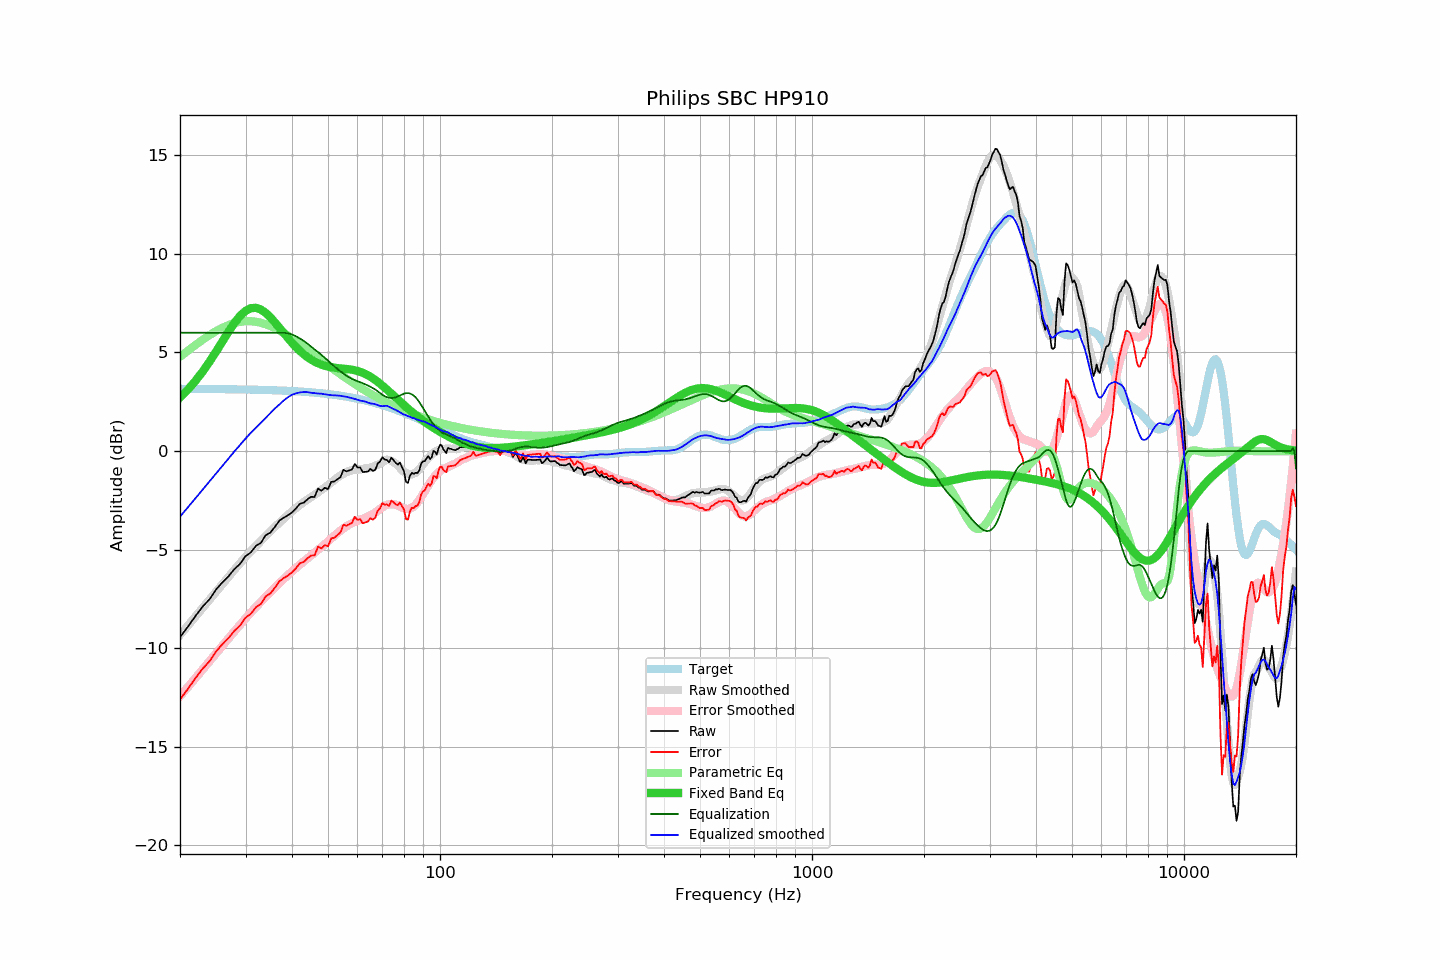 Philips SBC HP910
Amplitude (dBr)
15
10
5
0
−5
−10
−15
−20
Target
Raw Smoothed
Error Smoothed
Raw
Error
Parametric Eq
Fixed Band Eq
Equalization
Equalized smoothed
100
1000
10000
Frequency (Hz)